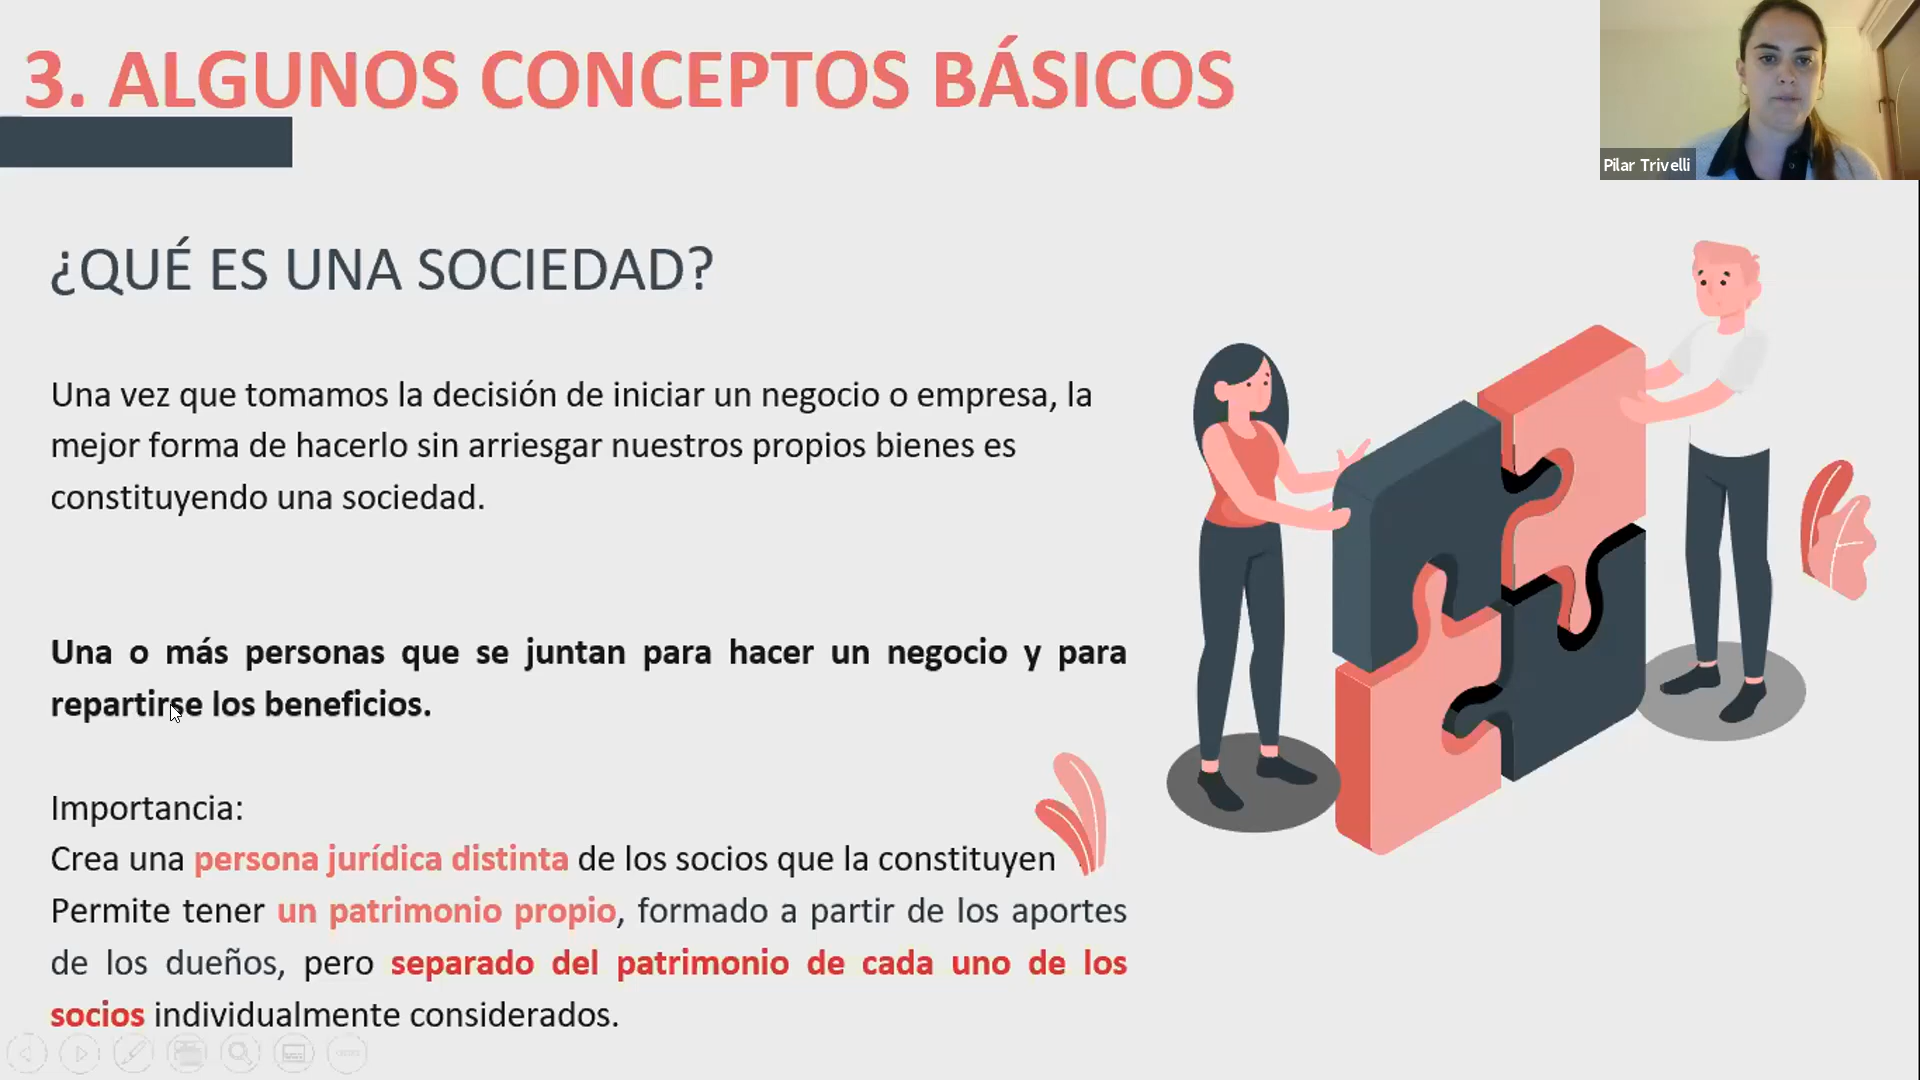 3. ALGUNOS CONCEPTOS BÁSICOS
Pilar Trivelli
¿QUÉ ES UNA SOCIEDAD?
Una vez que tomamos la decisión de iniciar un negocio o empresa, la
mejor forma de hacerlo sin arriesgar nuestros propios bienes es
constituyendo una sociedad.
Una o más personas que se juntan para hacer un negocio y para
repartirse los beneficios.
Importancia:
Crea una persona jurídica distinta de los socios que la constituyen
Permite tener un patrimonio propio, formado a partir de los aportes
de los dueños, pero separado del patrimonio de cada uno de los
socios individualmente considerados.